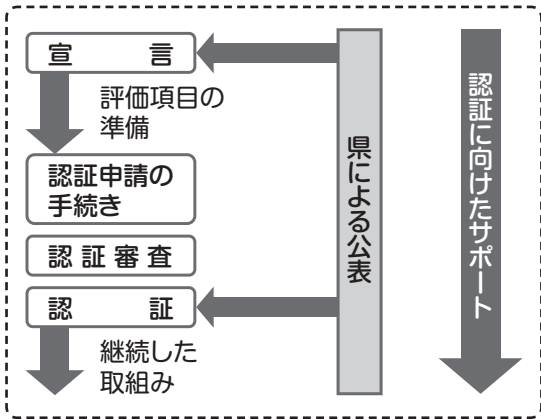 宣言
評価項目の
準備
認証申請の
手続き
認証審査
認証
継続した
取組み
県による公表
認証に向けたサポート